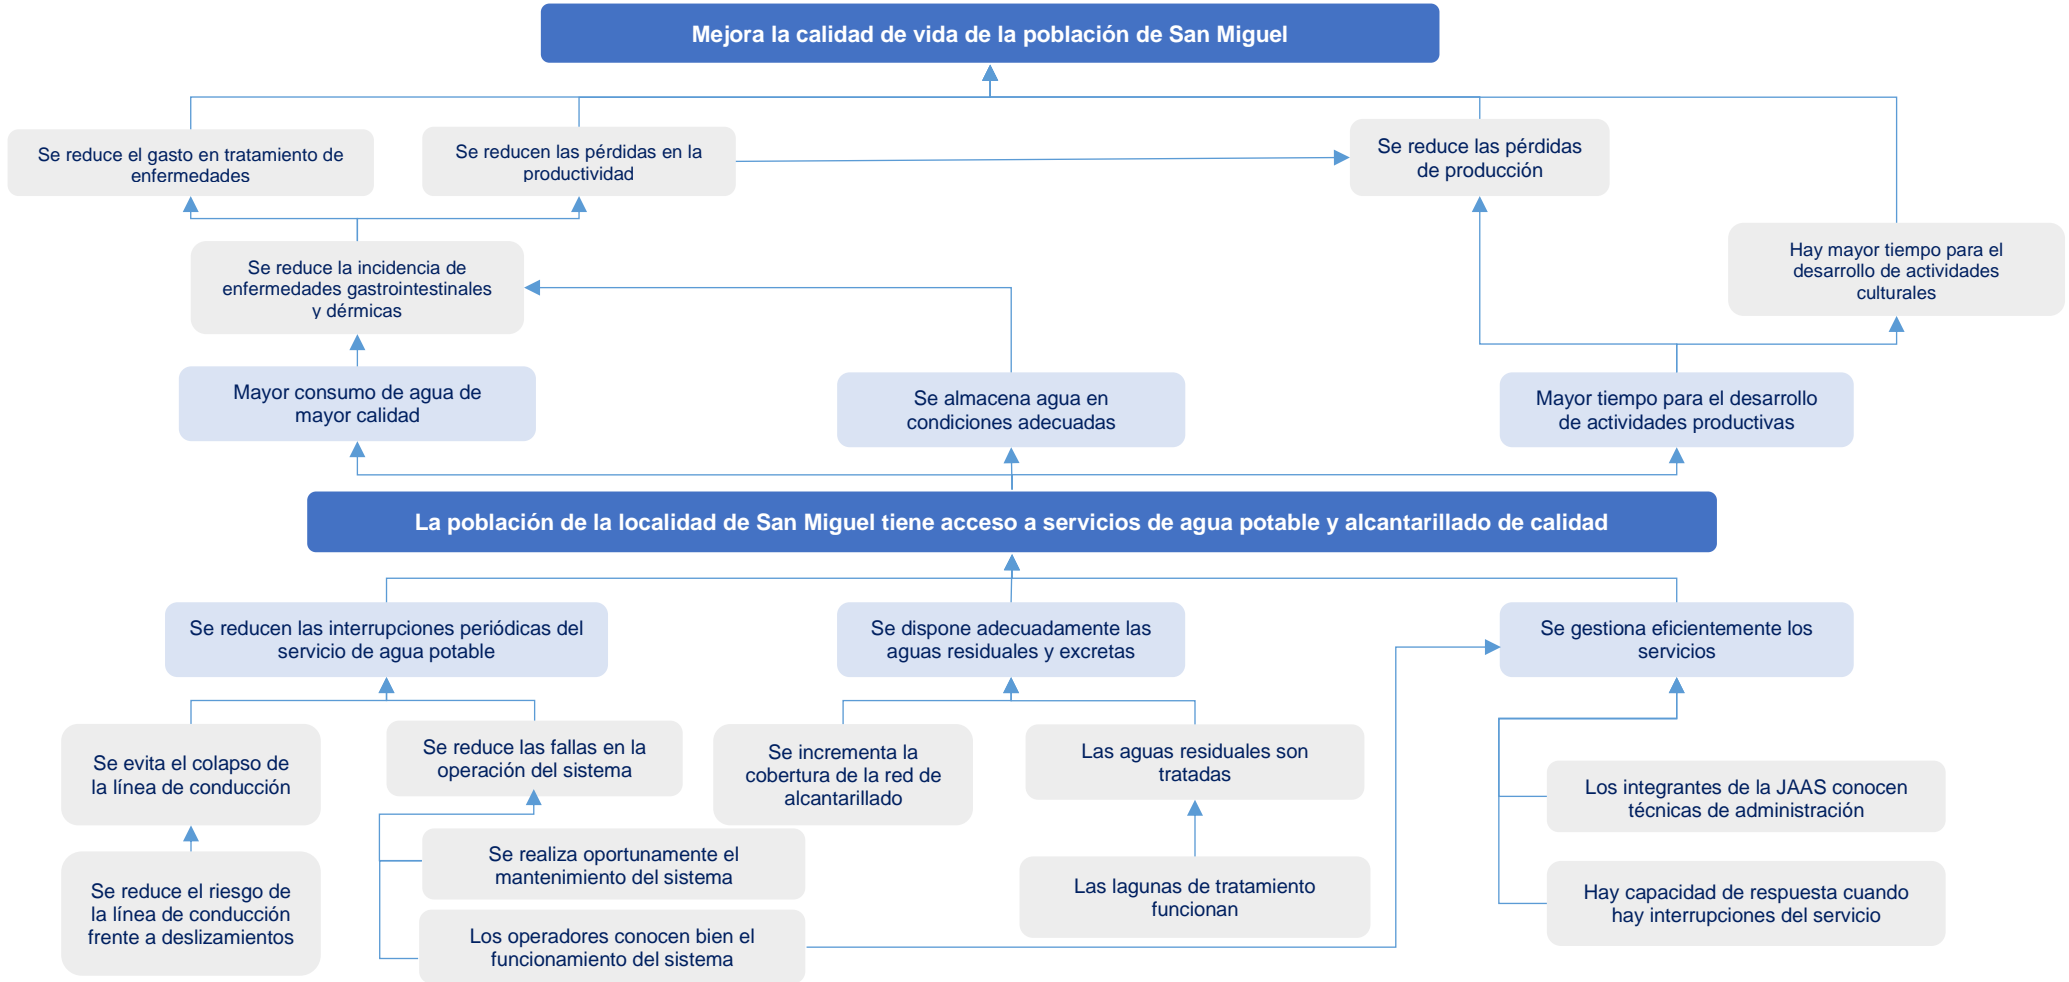 Mejora la calidad de vida de la población de San Miguel
Se reduce el gasto en tratamiento de
enfermedades
Se reducen las pérdidas en la
productividad
Se reduce las pérdidas
de producción
Hay mayor tiempo para el
desarrollo de actividades
culturales
Se reduce la incidencia de
enfermedades gastrointestinales
y dérmicas
Mayor consumo de agua de
mayor calidad
Se almacena agua en
condiciones adecuadas
Mayor tiempo para el desarrollo
de actividades productivas
La población de la localidad de San Miguel tiene acceso a servicios de agua potable y alcantarillado de calidad
Se reducen las interrupciones periódicas del
servicio de agua potable
Se dispone adecuadamente las
aguas residuales y excretas
Se gestiona eficientemente los
servicios
Se evita el colapso de
la línea de conducción
Se reduce las fallas en la
operación del sistema
Se incrementa la
cobertura de la red de
alcantarillado
Las aguas residuales son
tratadas
Los integrantes de la JAAS conocen
técnicas de administración
Se reduce el riesgo de
la línea de conducción
frente a deslizamientos
Se realiza oportunamente el
mantenimiento del sistema
Las lagunas de tratamiento
funcionan
Hay capacidad de respuesta cuando
hay interrupciones del servicio
Los operadores conocen bien el
funcionamiento del sistema